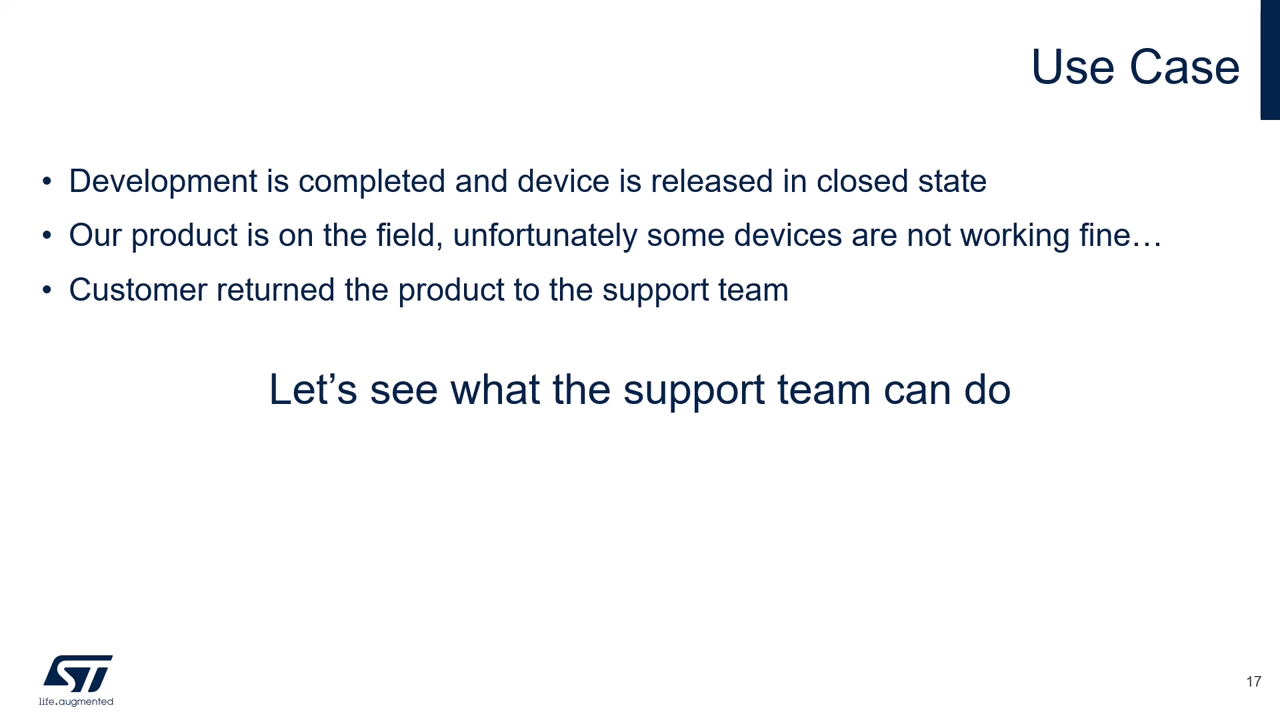 Use Case
• Development is completed and device is released in closed state
• Our product is on the field, unfortunately some devices are not working fine…
• Customer returned the product to the support team
Let’s see what the support team can do
ST
life.augmented
17